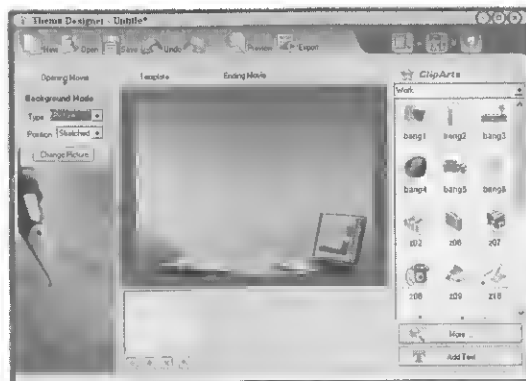 Theme Designer - Untitle*
New Open Save Undo Preview Export
Opening Movie Template Ending Movie
ClipArts
Work
Background Mode
Type Picture
Position Stretched
Change Picture
bang1 bang2 bang3
bang4 bang5 bang6
z02 z06 z07
z08 z09 z10
More
Add Text